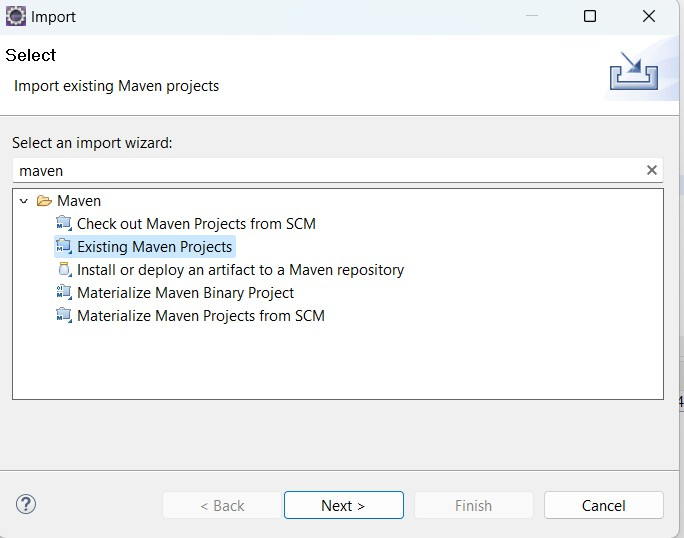 Import
Select
Import existing Maven projects
Select an import wizard:
maven
Maven
Check out Maven Projects from SCM
Existing Maven Projects
Install or deploy an artifact to a Maven repository
Materialize Maven Binary Project
Materialize Maven Projects from SCM
< Back
Next >
Finish
Cancel